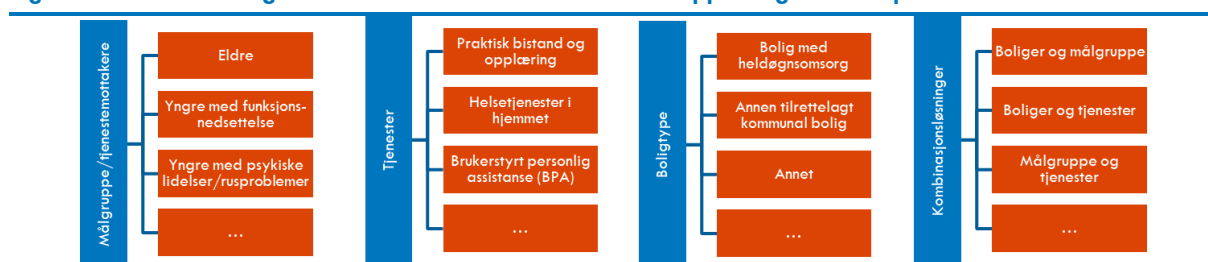 Målgruppe/tjenestemottakere
Eldre
Yngre med funksjons-
nedsettelse
Yngre med psykiske
lidelser/rusproblemer
...
Tjenester
Praktisk bistand og
opplæring
Helsetjenester i
hjemmet
Brukerstyrt personlig
assistanse (BPA)
...
Boligtype
Bolig med
heldøgnsomsorg
Annen tilrettelagt
kommunal bolig
Annet
...
Kombinasjonsløsninger
Boliger og målgruppe
Boliger og tjenester
Målgruppe og
tjenester
...